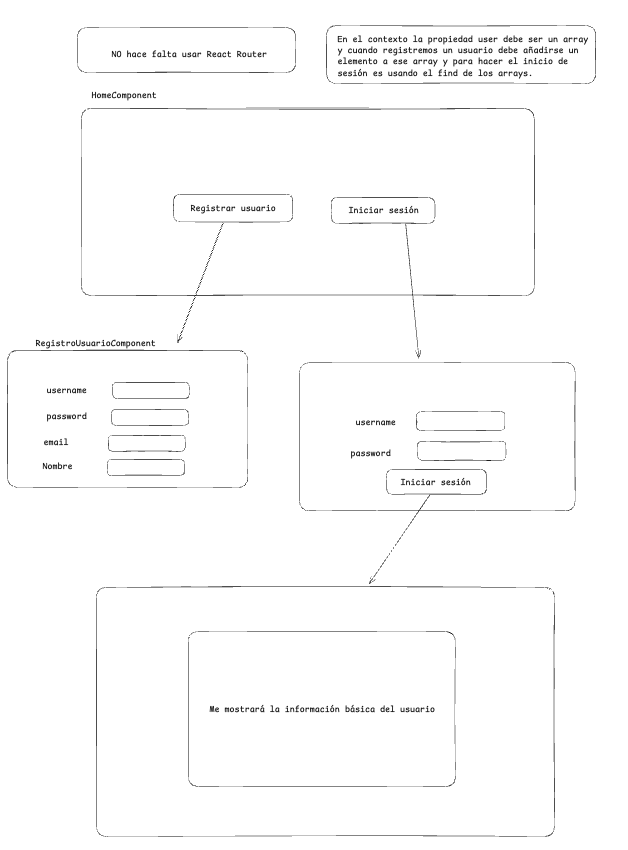 NO hace falta usar React Router
En el contexto la propiedad user debe ser un array
y cuando registremos un usuario debe añadirse un
elemento a ese array y para hacer el inicio de
sesión es usando el find de los arrays.
HomeComponent
Registrar usuario
Iniciar sesión
RegistroUsuarioComponent
username
password
email
Nombre
username
password
Iniciar sesión
Me mostrará la información básica del usuario